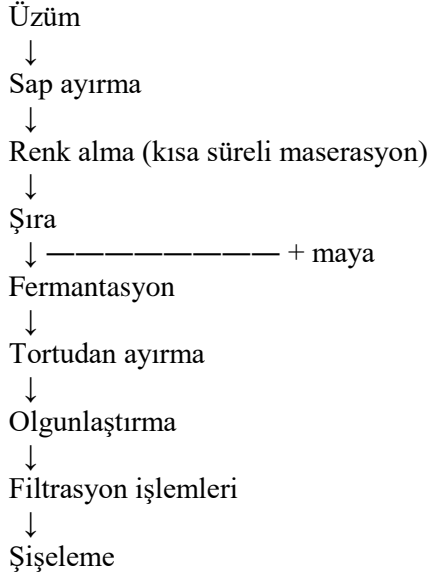 Üzüm
↓
Sap ayırma
↓
Renk alma (kısa süreli maserasyon)
↓
Şıra
↓ ———————— + maya
Fermantasyon
↓
Tortudan ayırma
↓
Olgunlaştırma
↓
Filtrasyon işlemleri
↓
Şişeleme